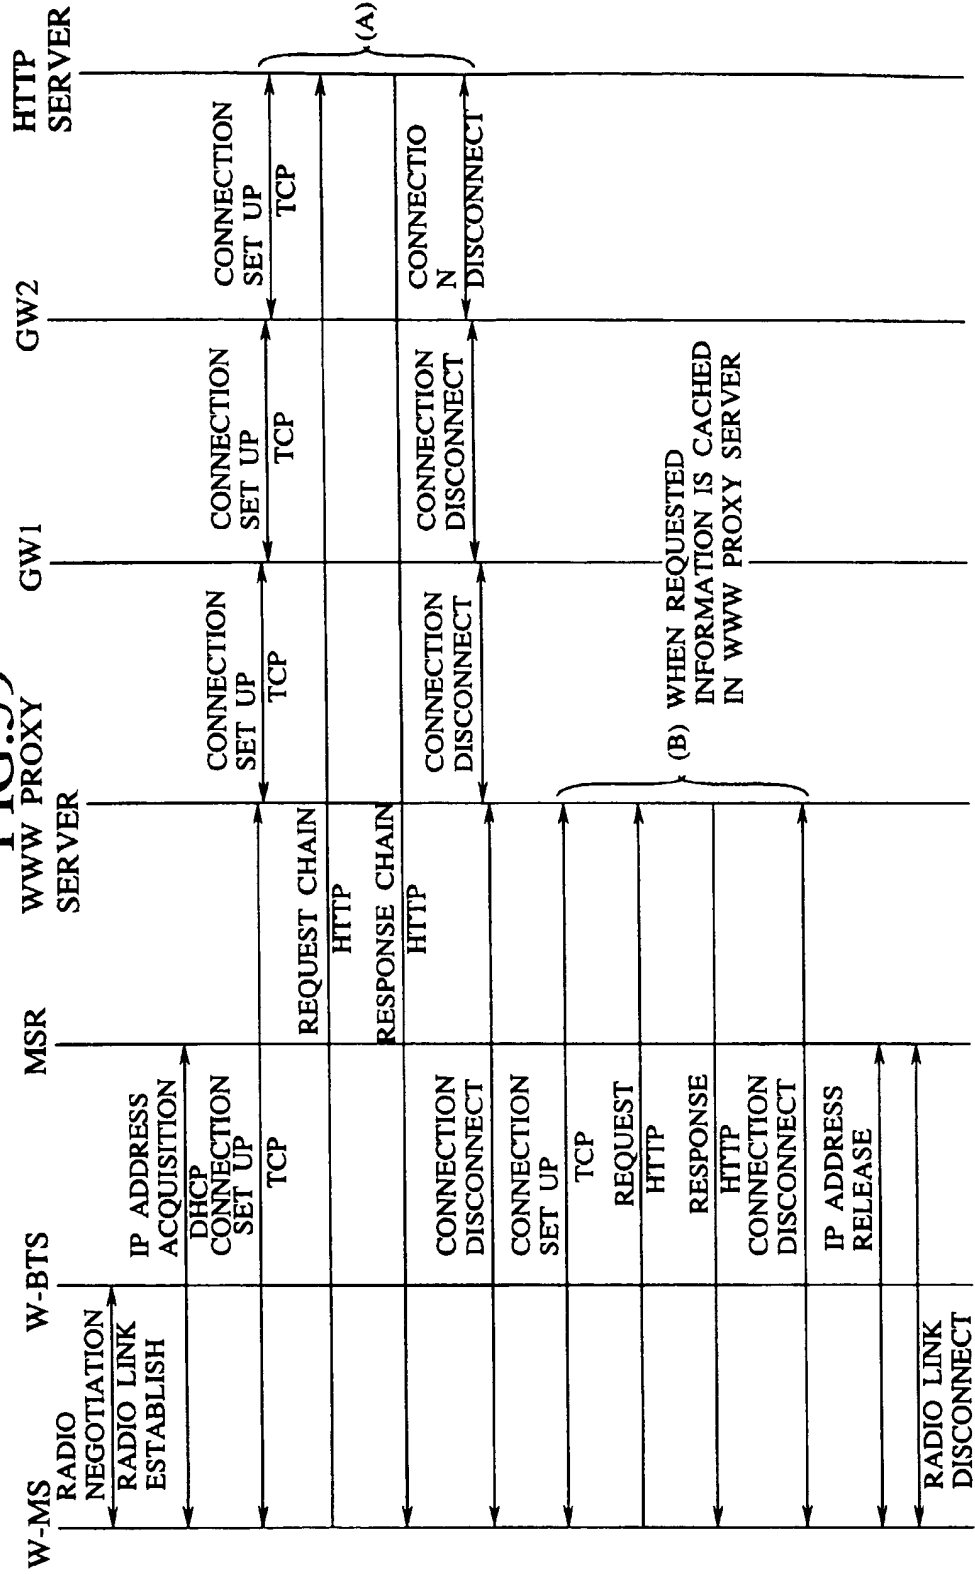 W-MS
W-BTS
MSR
WWW PROXY
SERVER
GW1
GW2
HTTP
SERVER
RADIO
NEGOTIATION
RADIO LINK
ESTABLISH
IP ADDRESS
ACQUISITION
DHCP
CONNECTION
SET UP
TCP
CONNECTION
SET UP
TCP
CONNECTION
SET UP
TCP
CONNECTION
SET UP
TCP
REQUEST CHAIN
HTTP
RESPONSE CHAIN
HTTP
(A)
CONNECTION
DISCONNECT
CONNECTION
DISCONNECT
CONNECTION
DISCONNECT
CONNECTIO
N
DISCONNECT
CONNECTION
SET UP
TCP
REQUEST
HTTP
RESPONSE
HTTP
CONNECTION
DISCONNECT
(B) WHEN REQUESTED
INFORMATION IS CACHED
IN WWW PROXY SERVER
IP ADDRESS
RELEASE
RADIO LINK
DISCONNECT